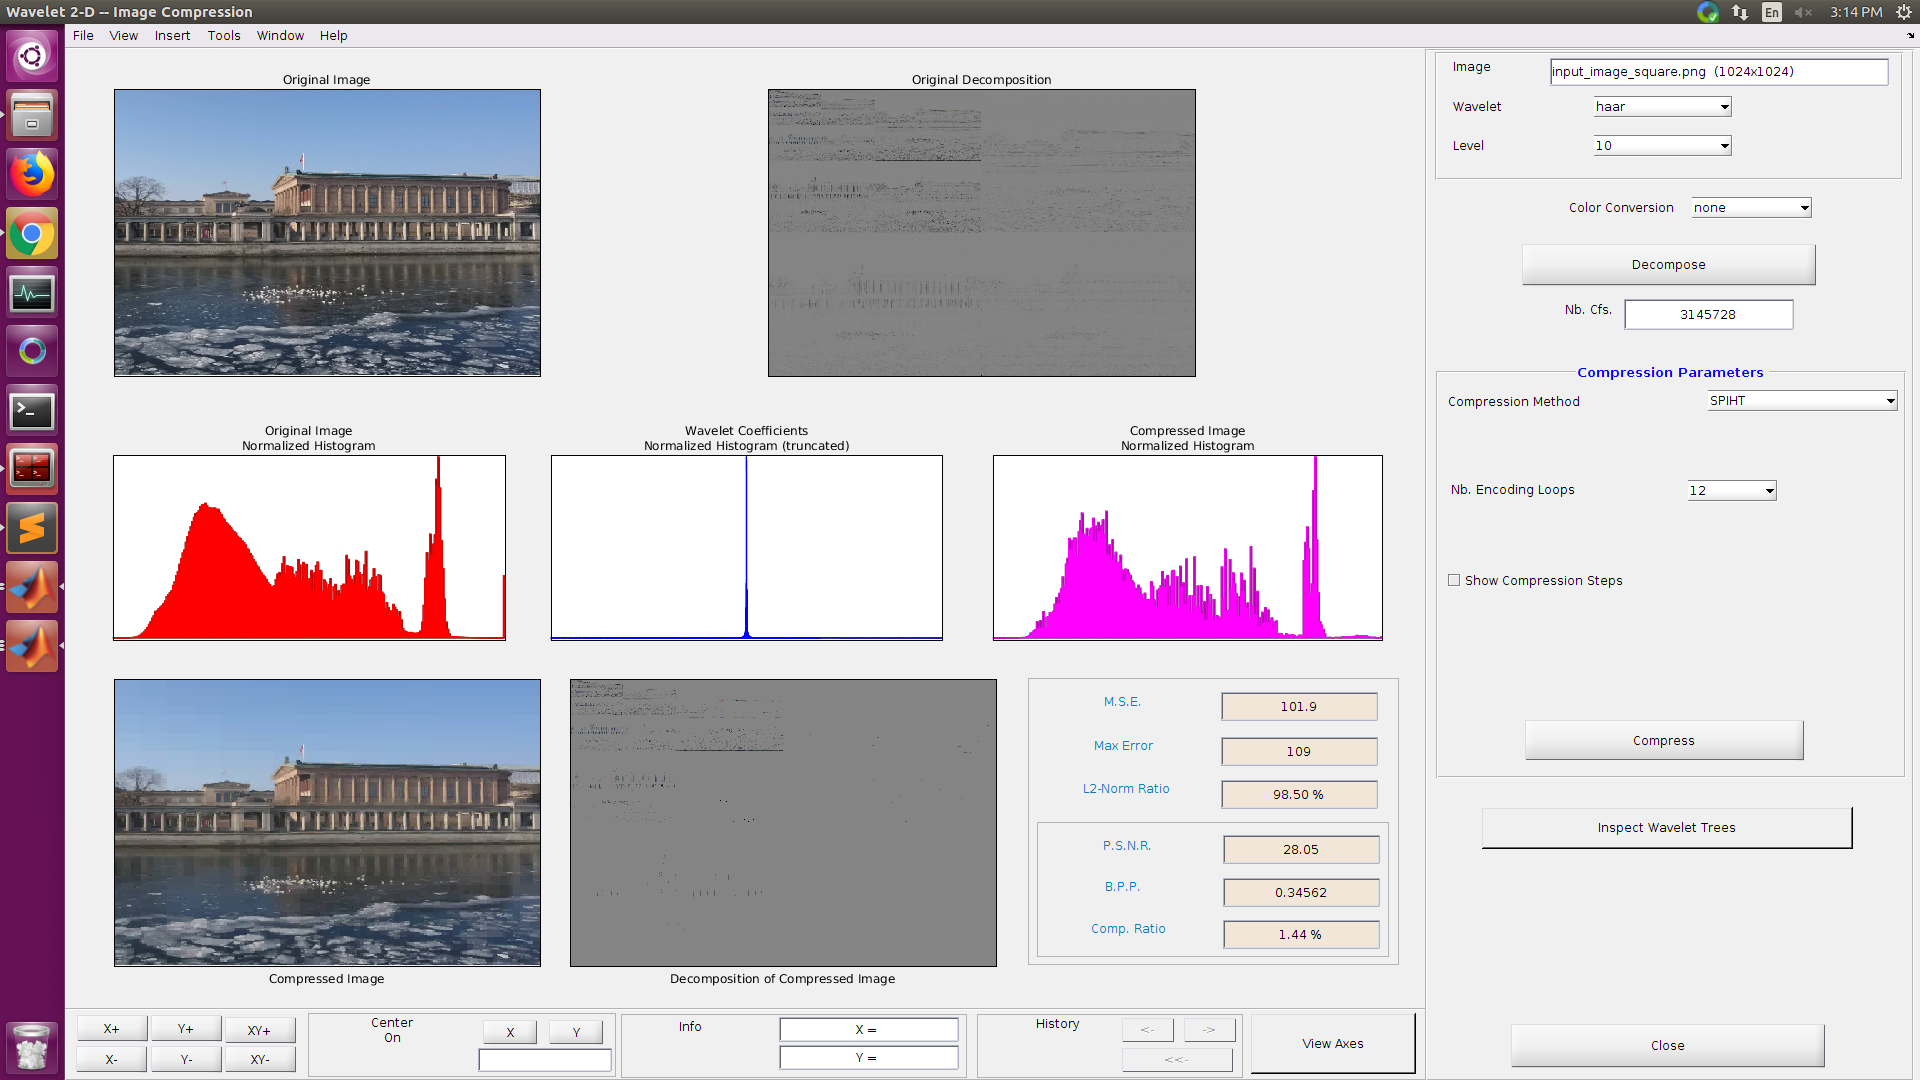 Wavelet 2-D -- Image Compression
En
3:14 PM
File View Insert Tools Window Help
Original Image
Original Decomposition
Original Image
Normalized Histogram
Wavelet Coefficients
Normalized Histogram (truncated)
Compressed Image
Normalized Histogram
Compressed Image
Decomposition of Compressed Image
M.S.E. 101.9
Max Error 109
L2-Norm Ratio 98.50 %
P.S.N.R. 28.05
B.P.P. 0.34562
Comp. Ratio 1.44 %
Image input_image_square.png (1024x1024)
Wavelet haar
Level 10
Color Conversion none
Decompose
Nb. Cfs. 3145728
Compression Parameters
Compression Method SPIHT
Nb. Encoding Loops 12
Show Compression Steps
Compress
Inspect Wavelet Trees
Close
X+ Y+ XY+
X- Y- XY-
Center
On
X Y
Info
X =
Y =
History
<- ->
<<-
View Axes